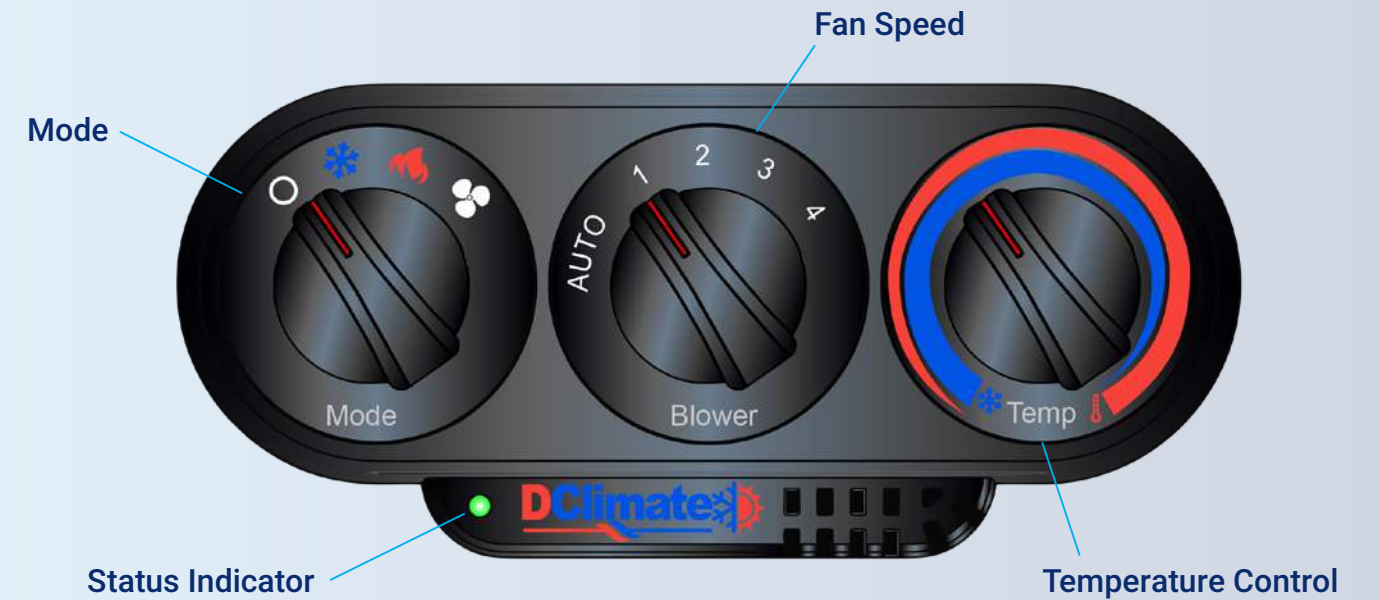 Fan Speed
Mode
AUTO 1 2 3 4
Mode
Blower
Temp
DClimate
Status Indicator
Temperature Control